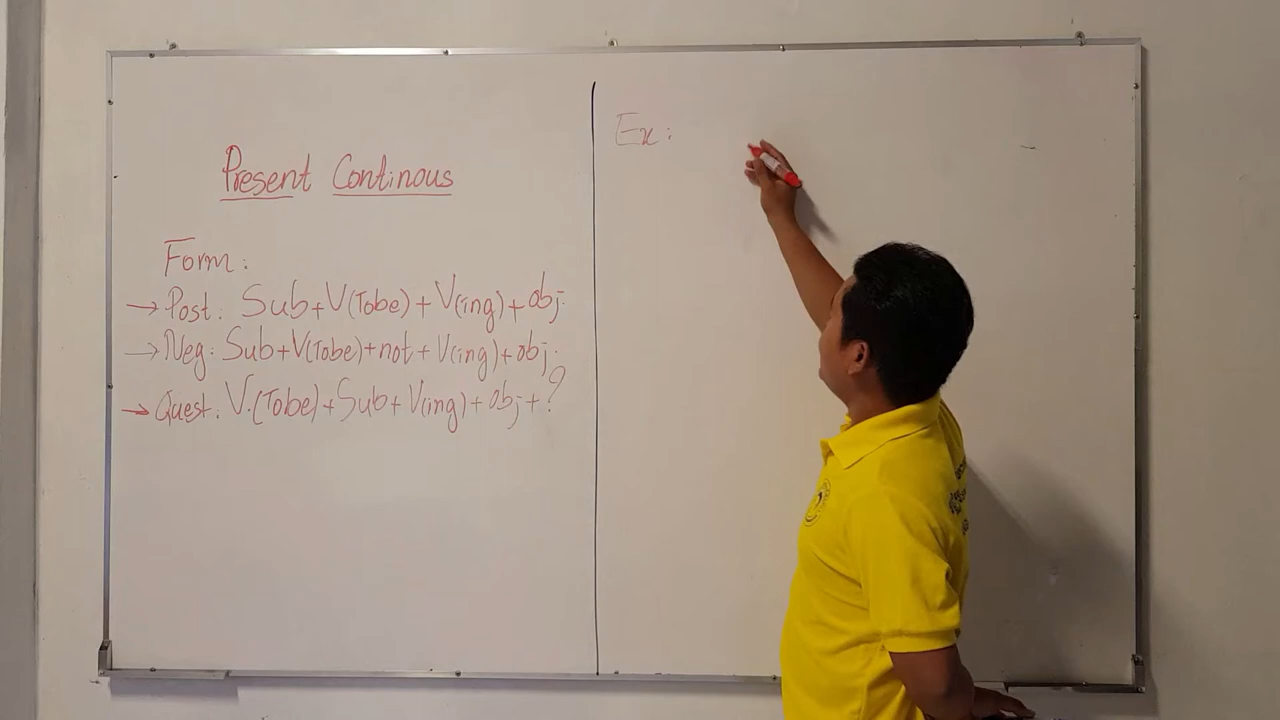 Present Continous
Form:
→ Post: Sub+V(Tobe)+V(ing)+obj.
→ Neg: Sub+V(Tobe)+not+V(ing)+obj.
→ Quest: V.(Tobe)+Sub+V(ing)+obj+?
Ex: